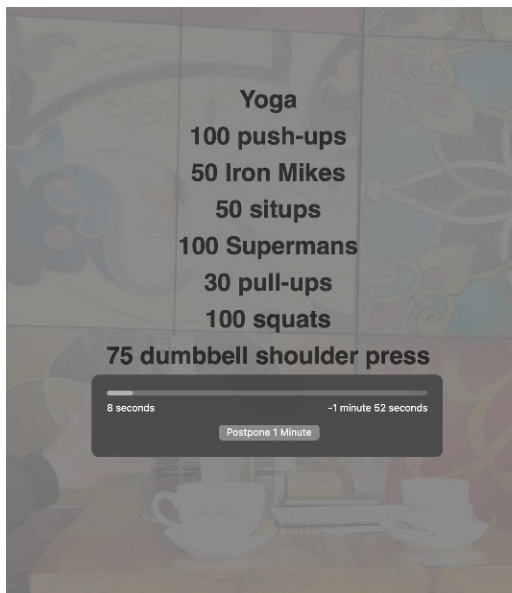 Yoga
100 push-ups
50 Iron Mikes
50 situps
100 Supermans
30 pull-ups
100 squats
75 dumbbell shoulder press
8 seconds -1 minute 52 seconds
Postpone 1 Minute